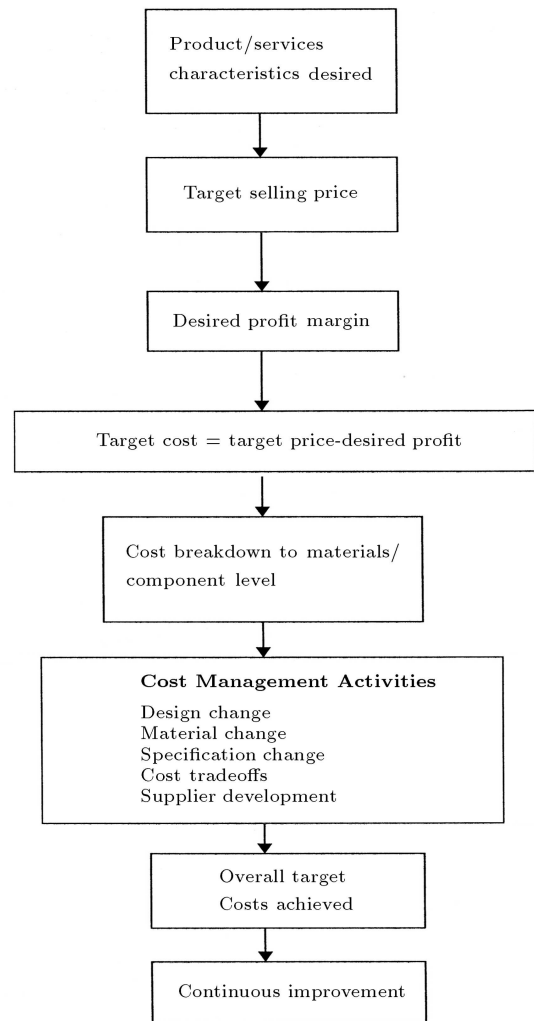 Product/services
characteristics desired
Target selling price
Desired profit margin
Target cost = target price-desired profit
Cost breakdown to materials/
component level
Cost Management Activities
Design change
Material change
Specification change
Cost tradeoffs
Supplier development
Overall target
Costs achieved
Continuous improvement